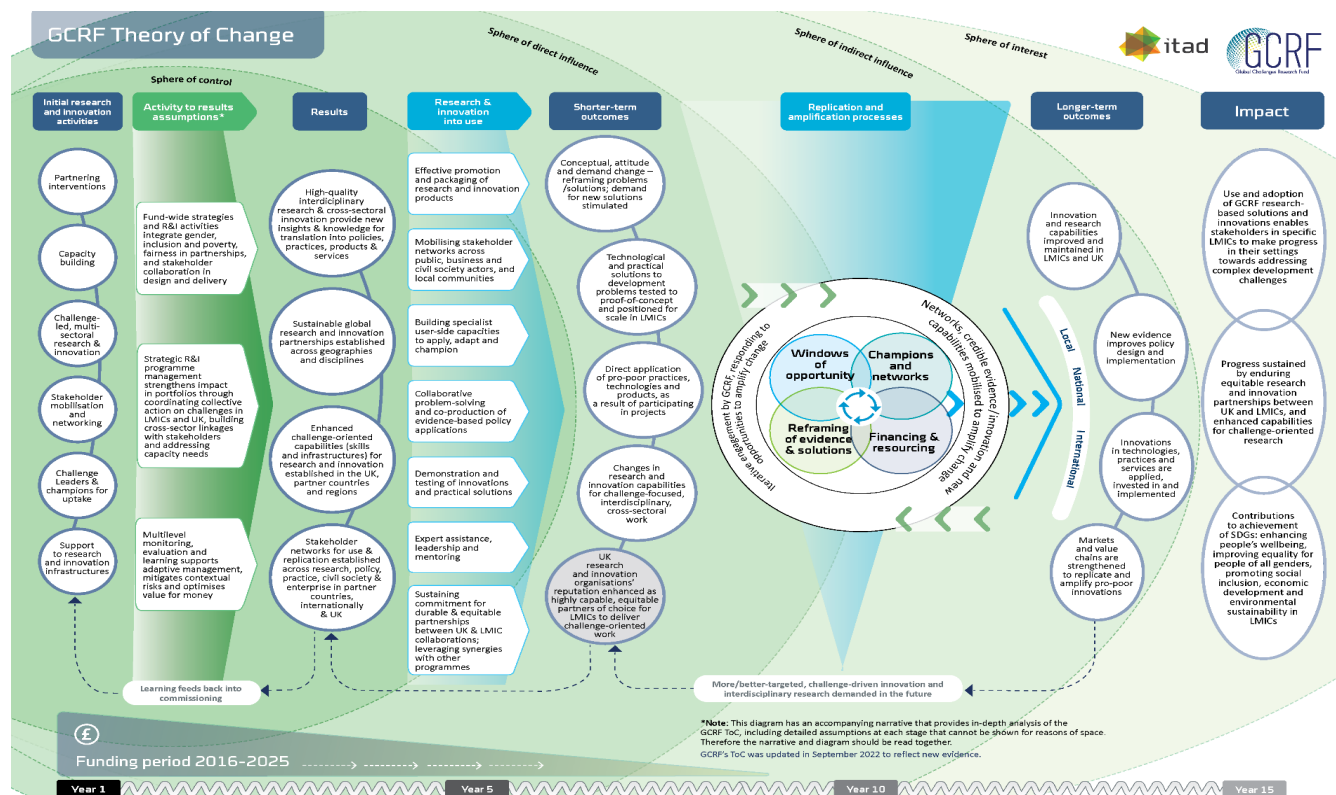 GCRF Theory of Change
Sphere of control
Sphere of direct influence
Sphere of indirect influence
Sphere of interest
itad
GCRF
Global Challenges Research Fund
Initial research
and innovation
activities
Partnering
interventions
Capacity
building
Challenge-
led, multi-
sectoral
research &
innovation
Stakeholder
mobilisation
and
networking
Challenge
Leaders &
champions for
uptake
Support
to research
and innovation
infrastructures
Activity to results
assumptions*
Fund-wide strategies
and R&I activities
integrate gender,
inclusion and poverty,
fairness in partnerships,
and stakeholder
collaboration in
design and delivery
Strategic R&I
programme
management
strengthens impact
in portfolios through
coordinating collective
action on challenges in
LMICs and UK, building
cross-sector linkages
with stakeholders
and addressing
capacity needs
Multilevel
monitoring,
evaluation and
learning supports
adaptive management,
mitigates contextual
risks and optimises
value for money
Results
High-quality
interdiciplinary
research & cross-sectoral
innovation provide new
insights & knowledge for
translation into policies,
practices, products &
services
Sustainable global
research and innovation
partnerships established
across geographies
and disciplines
Enhanced
challenge-oriented
capabilities (skills
and infrastructures) for
research and innovation
established in the UK,
partner countries
and regions
Stakeholder
networks for use &
replication established
across research, policy,
practice, civil society &
enterprise in partner
countries,
internationally
& UK
Research &
innovation
into use
Effective promotion
and packaging of
research and innovation
products
Mobilising stakeholder
networks across
public, business and
civil society actors, and
local communities
Building specialist
user-side capacities
to apply, adapt and
champion
Collaborative
problem-solving
and co-production of
evidence-based policy
applications
Demonstration and
testing of innovations
and practical solutions
Expert assistance,
leadership and
mentoring
Sustaining
commitment for
durable & equitable
partnerships
between UK & LMIC
collaborations;
leveraging synergies
with other
programmes
Shorter-term
outcomes
Conceptual, attitude
and demand change –
reframing problems
/solutions; demand
for new solutions
stimulated
Technological
and practical
solutions to
development
problems tested to
proof-of-concept
and positioned for
scale in LMICs
Direct application
of pro-poor practices,
technologies and
products, as
a result of participating
in projects
Changes in
research and
innovation capabilities
for challenge-focused,
interdisciplinary,
cross-sectoral
work
UK
research
and innovation
organisations'
reputation enhanced as
highly capable, equitable
partners of choice for
LMICs to deliver
challenge-oriented
work
Replication and
amplification processes
Iterative engagement by GCRF, responding to
opportunities to amplify change
Networks, credible evidence/innovation and new
capabilities mobilised to amplify change
Windows
of
opportunity
Champions
and
networks
Reframing
of evidence
& solutions
Financing &
resourcing
Local
National
International
Longer-term
outcomes
Innovation
and research
capabilities
improved and
maintained in
LMICs and UK
New evidence
improves policy
design and
implementation
Innovations
in technologies,
practices and
services are
applied,
invested in and
implemented
Markets
and value
chains are
strengthened
to replicate and
amplify pro-poor
innovations
Impact
Use and adoption
of GCRF research-
based solutions and
innovations enables
stakeholders in specific
LMICs to make progress
in their settings
towards addressing
complex development
challenges
Progress sustained
by enduring
equitable research
and innovation
partnerships between
UK and LMICs, and
enhanced capabilities
for challenge-oriented
research
Contributions
to achievement
of SDGs: enhancing
people's wellbeing,
improving equality for
people of all genders,
promoting social
inclusion, economic
development and
environmental
sustainability in
LMICs
Learning feeds back into
commissioning
More/better-targeted, challenge-driven innovation and
interdisciplinary research demanded in the future
*Note: This diagram has an accompanying narrative that provides in-depth analysis of the
GCRF ToC, including detailed assumptions at each stage that cannot be shown for reasons of space.
Therefore the narrative and diagram should be read together.
GCRF's ToC was updated in September 2022 to reflect new evidence.
£
Funding period 2016-2025
Year 1
Year 5
Year 10
Year 15